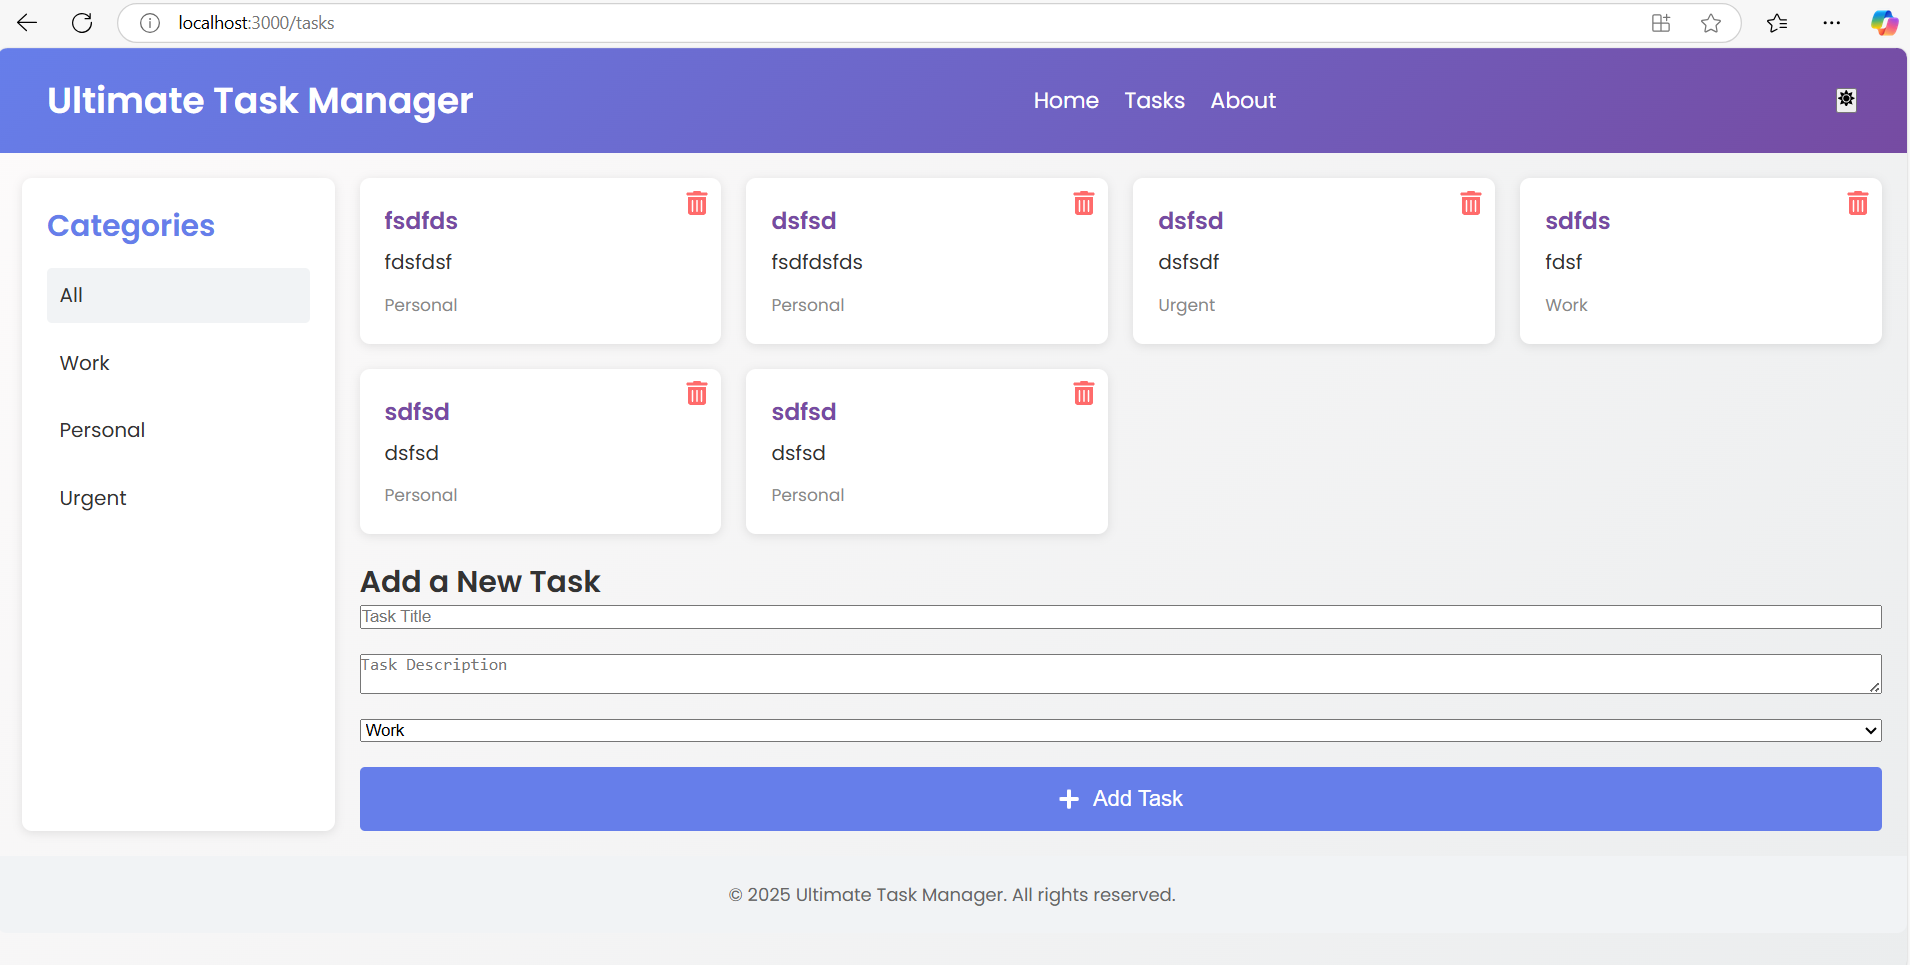 localhost:3000/tasks
Ultimate Task Manager
Home Tasks About
Categories
All
Work
Personal
Urgent
fsdfds
fdsfdsf
Personal
dsfsd
fsdfdsfds
Personal
dsfsd
dsfsdf
Urgent
sdfds
fdsf
Work
sdfsd
dsfsd
Personal
sdfsd
dsfsd
Personal
Add a New Task
Task Title
Task Description
Work
Add Task
© 2025 Ultimate Task Manager. All rights reserved.